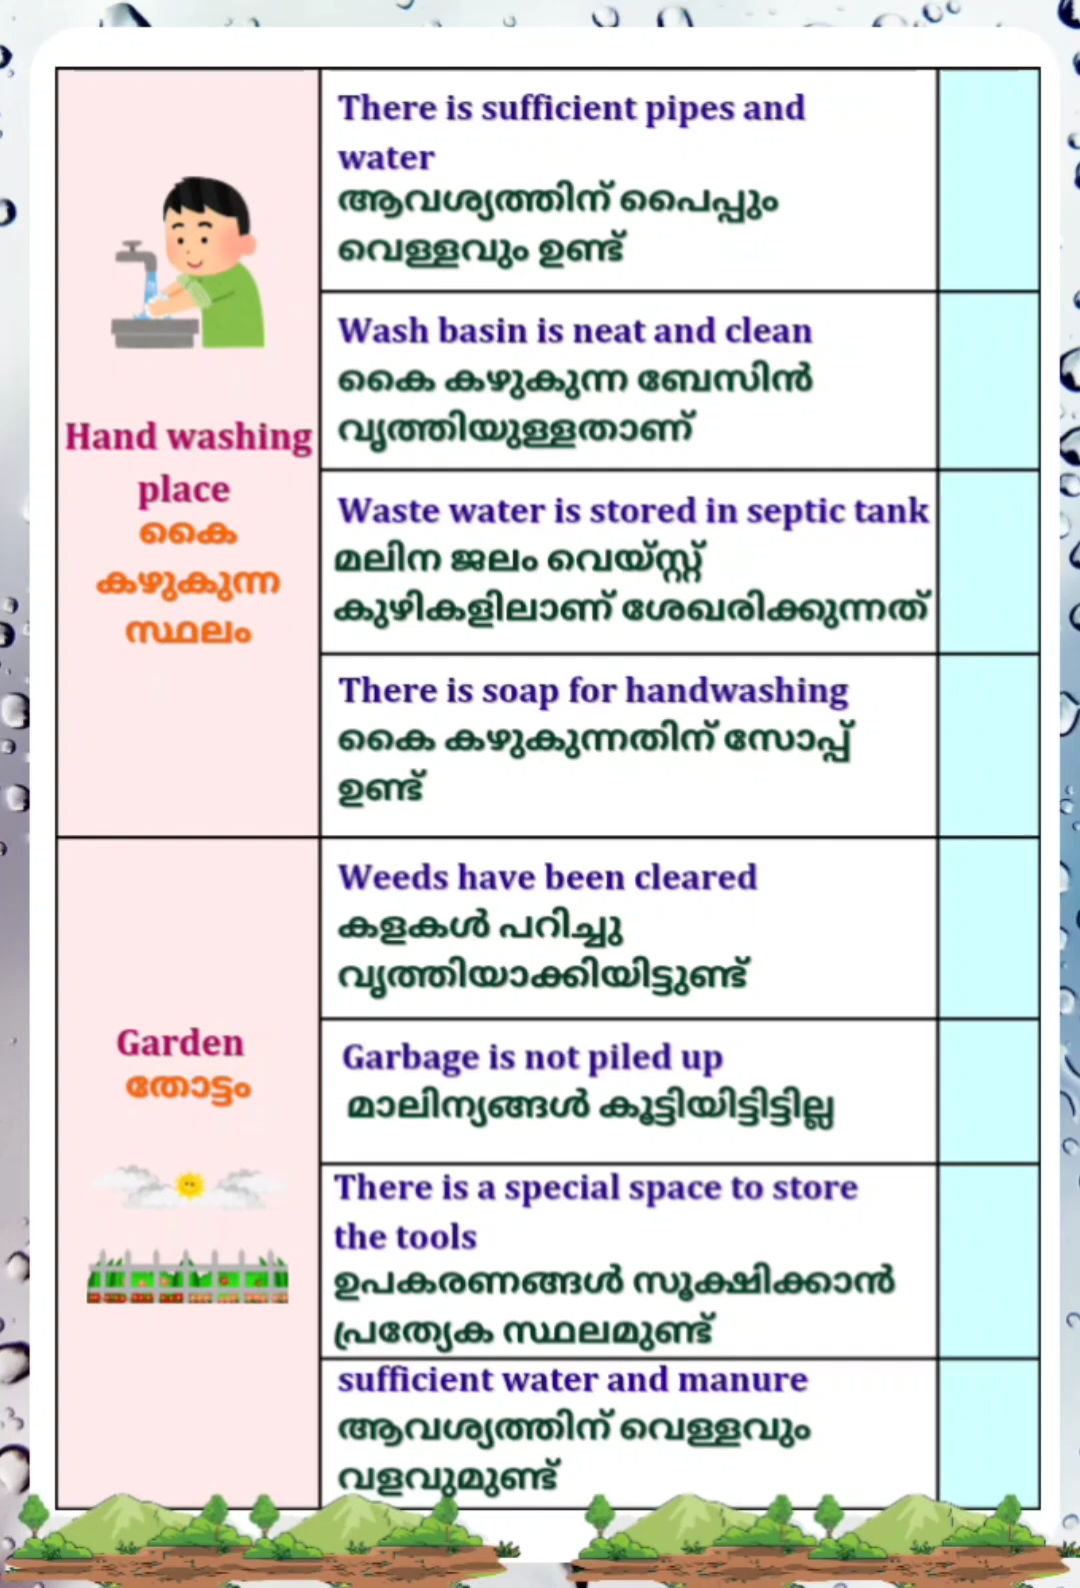 Hand washing
place
കൈ
കഴുകുന്ന
സ്ഥലം
There is sufficient pipes and
water
ആവശ്യത്തിന് പൈപ്പും
വെള്ളവും ഉണ്ട്
Wash basin is neat and clean
കൈ കഴുകുന്ന ബേസിൻ
വൃത്തിയുള്ളതാണ്
Waste water is stored in septic tank
മലിന ജലം വെയ്സ്റ്റ്
കുഴികളിലാണ് ശേഖരിക്കുന്നത്
There is soap for handwashing
കൈ കഴുകുന്നതിന് സോപ്പ്
ഉണ്ട്
Garden
തോട്ടം
Weeds have been cleared
കളകൾ പറിച്ചു
വൃത്തിയാക്കിയിട്ടുണ്ട്
Garbage is not piled up
മാലിന്യങ്ങൾ കൂട്ടിയിട്ടിട്ടില്ല
There is a special space to store
the tools
ഉപകരണങ്ങൾ സൂക്ഷിക്കാൻ
പ്രത്യേക സ്ഥലമുണ്ട്
sufficient water and manure
ആവശ്യത്തിന് വെള്ളവും
വളവുമുണ്ട്